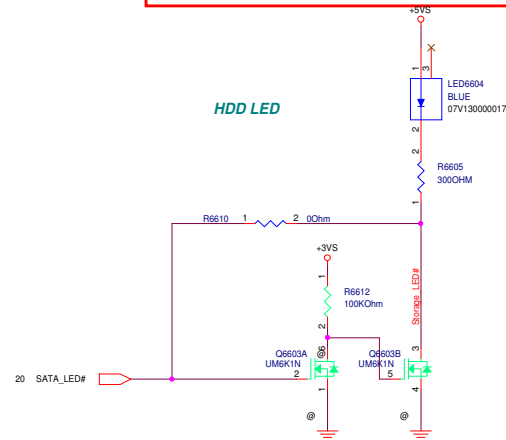 +5VS
1
3
LED6604
BLUE
07V130000017
HDD LED
2
2
R6605
300OHM
1
R6610 1 2 0Ohm
+3VS
1
R6612
100KOhm
2
Storage_LED#
Q6603A
UM6K1N
@
6
2
1
Q6603B
UM6K1N
3
5
4
20 SATA_LED#
@
@